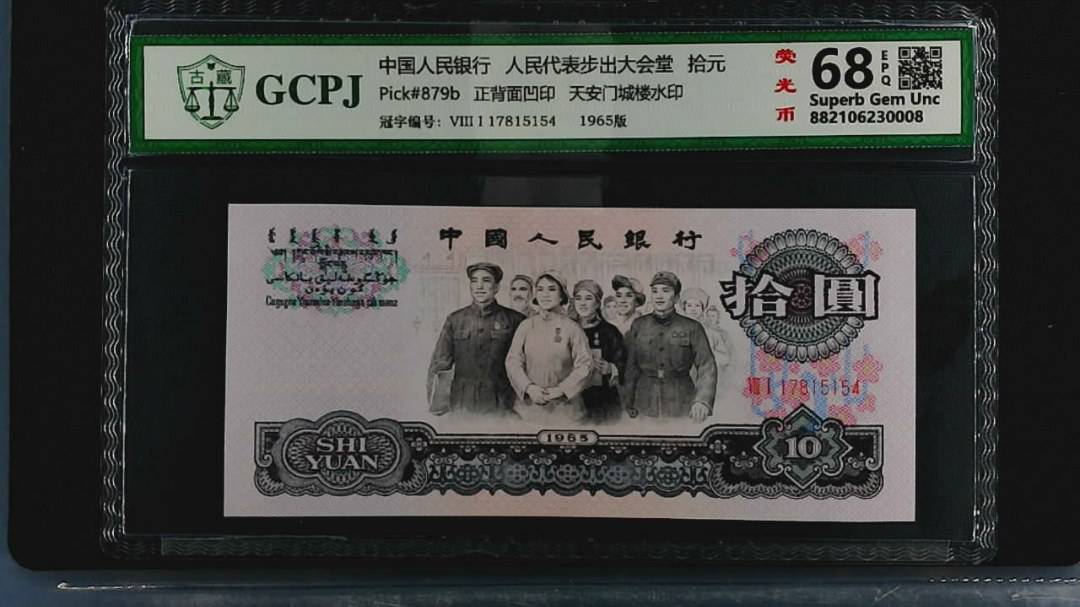 古 藏
GCPJ
中国人民银行 人民代表步出大会堂 拾元
Pick#879b 正背面凹印 天安门城楼水印
冠字编号: VIII I 17815154 1965版
荧光币
68 EPQ
Superb Gem Unc
882106230008
中國人民銀行
拾圓
VIII I 17815154
1965
SHI
YUAN
10